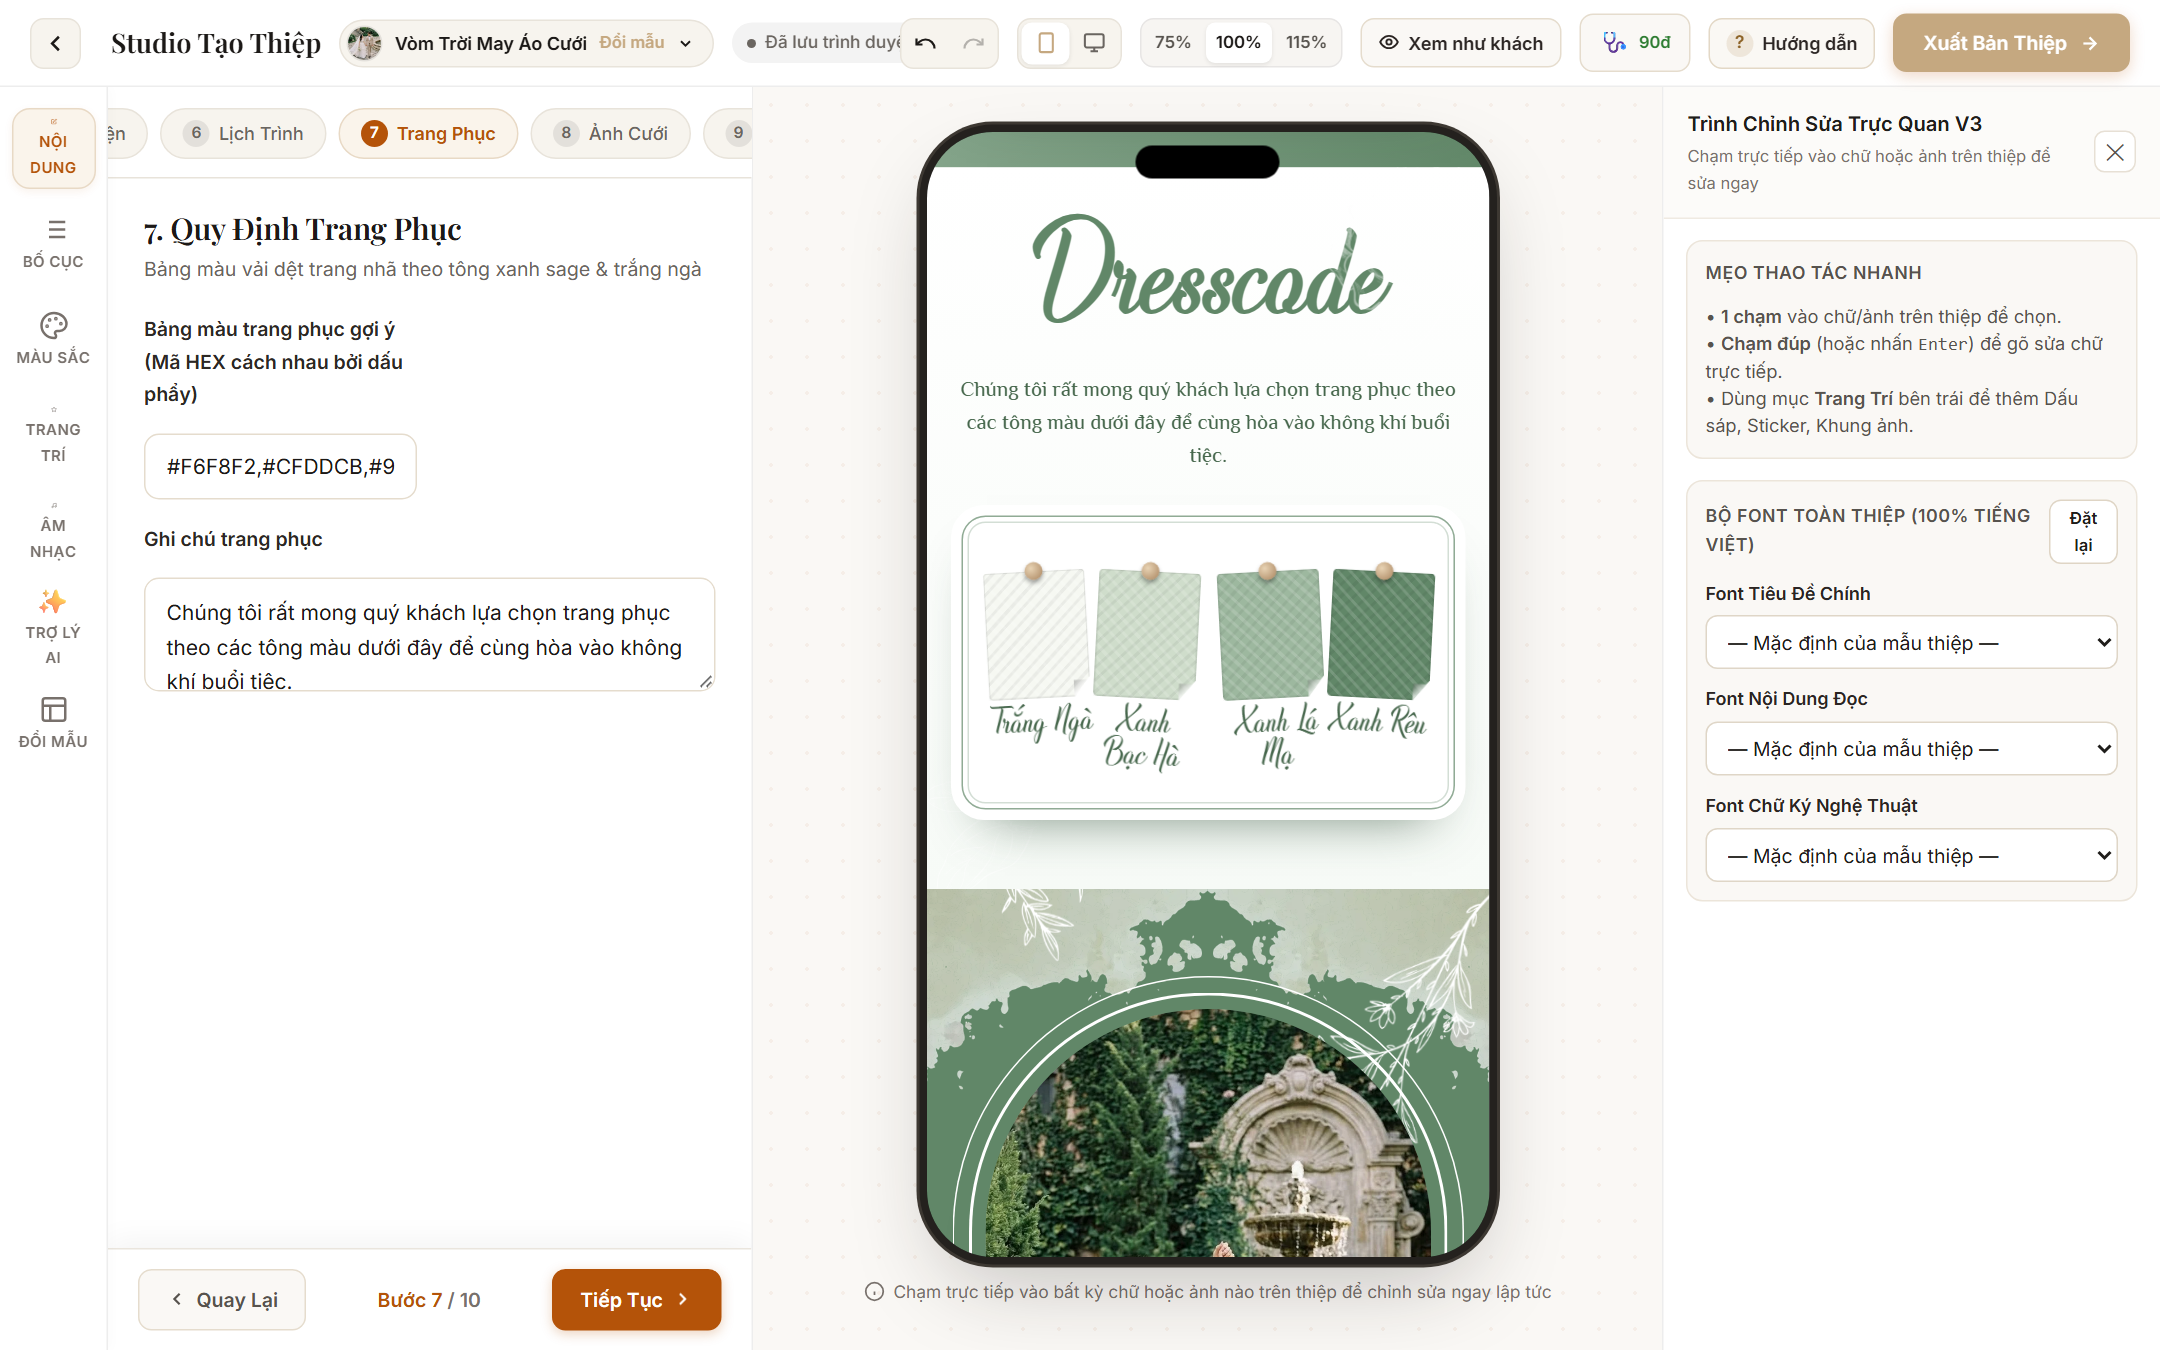 Studio Tạo Thiệp
Vòm Trời May Áo Cưới Đổi mẫu
Đã lưu trình duyệ
75% 100% 115%
Xem như khách
90đ
? Hướng dẫn
Xuất Bản Thiệp →
NỘI
DUNG
BỐ CỤC
MÀU SẮC
TRANG
TRÍ
ÂM
NHẠC
TRỢ LÝ
AI
ĐỔI MẪU
ện
6 Lịch Trình
7 Trang Phục
8 Ảnh Cưới
9
7. Quy Định Trang Phục
Bảng màu vải dệt trang nhã theo tông xanh sage & trắng ngà
Bảng màu trang phục gợi ý
(Mã HEX cách nhau bởi dấu
phẩy)
#F6F8F2,#CFDDCB,#9
Ghi chú trang phục
Chúng tôi rất mong quý khách lựa chọn trang phục
theo các tông màu dưới đây để cùng hòa vào không
khí buổi tiệc.
Quay Lại
Bước 7 / 10
Tiếp Tục
Dresscode
Chúng tôi rất mong quý khách lựa chọn trang phục theo
các tông màu dưới đây để cùng hòa vào không khí buổi
tiệc.
Trắng Ngà
Xanh
Bạc Hà
Xanh Lá
Mạ
Xanh Rêu
Chạm trực tiếp vào bất kỳ chữ hoặc ảnh nào trên thiệp để chỉnh sửa ngay lập tức
Trình Chỉnh Sửa Trực Quan V3
Chạm trực tiếp vào chữ hoặc ảnh trên thiệp để
sửa ngay
MẸO THAO TÁC NHANH
• 1 chạm vào chữ/ảnh trên thiệp để chọn.
• Chạm đúp (hoặc nhấn Enter) để gõ sửa chữ
trực tiếp.
• Dùng mục Trang Trí bên trái để thêm Dấu
sáp, Sticker, Khung ảnh.
BỘ FONT TOÀN THIỆP (100% TIẾNG
VIỆT)
Đặt
lại
Font Tiêu Đề Chính
— Mặc định của mẫu thiệp —
Font Nội Dung Đọc
— Mặc định của mẫu thiệp —
Font Chữ Ký Nghệ Thuật
— Mặc định của mẫu thiệp —